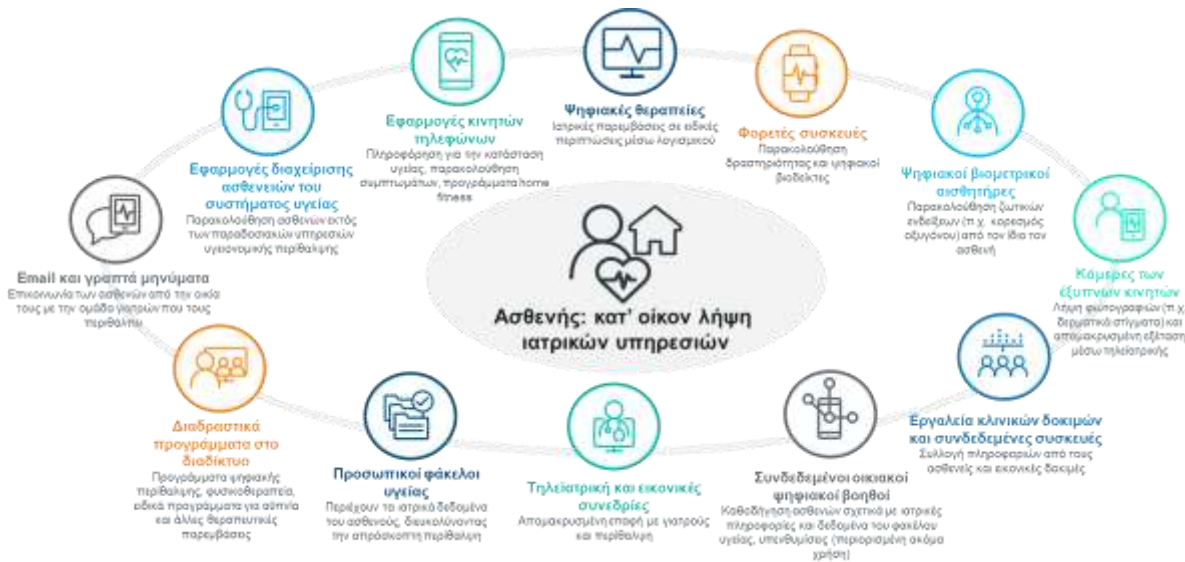 Ψηφιακές θεραπείες
Ιατρικές παρεμβάσεις σε ειδικές
περιπτώσεις μέσω λογισμικού
Εφαρμογές κινητών
τηλεφώνων
Πληροφόρηση για την κατάσταση
υγείας, παρακολούθηση
συμπτωμάτων, προγράμματα home
fitness
Φορετές συσκευές
Παρακολούθηση
δραστηριότητας και ψηφιακοί
βιοδείκτες
Εφαρμογές διαχείρισης
ασθενειών του
συστήματος υγείας
Παρακολούθηση ασθενών εκτός
των παραδοσιακών υπηρεσιών
υγειονομικής περίθαλψης
Ψηφιακοί βιομετρικοί
αισθητήρες
Παρακολούθηση ζωτικών
ενδείξεων (π.χ. κορεσμός
οξυγόνου) από τον ίδιο τον
ασθενή
Email και γραπτά μηνύματα
Επικοινωνία των ασθενών από την οικία
τους με την ομάδα γιατρών που τους
περιθάλπει
Κάμερες των
έξυπνών κινητών
Λήψη φωτογραφιών (π.χ.
δερματικά στίγματα) και
απομακρυσμένη εξέταση
μέσω τηλεϊατρικής
Ασθενής: κατ' οίκον λήψη
ιατρικών υπηρεσιών
Διαδραστικά
προγράμματα στο
διαδίκτυο
Προγράμματα ψηφιακής
περίθαλψης, φυσικοθεραπεία,
ειδικά προγράμματα για αϋπνία
και άλλες θεραπευτικές
παρεμβάσεις
Προσωπικοί φάκελοι
υγείας
Περιέχουν τα ιατρικά δεδομένα
του ασθενούς, διευκολύνοντας
την απρόσκοπτη περίθαλψη
Τηλεϊατρική και εικονικές
συνεδρίες
Απομακρυσμένη επαφή με γιατρούς
και περίθαλψη
Συνδεδεμένοι οικιακοί
ψηφιακοί βοηθοί
Καθοδήγηση ασθενών σχετικά με ιατρικές
πληροφορίες και δεδομένα του φακέλου
υγείας, υπενθυμίσεις (περιορισμένη ακόμα
χρήση)
Εργαλεία κλινικών δοκιμών
και συνδεδεμένες συσκευές
Συλλογή πληροφοριών από τους
ασθενείς και εικονικές δοκιμές